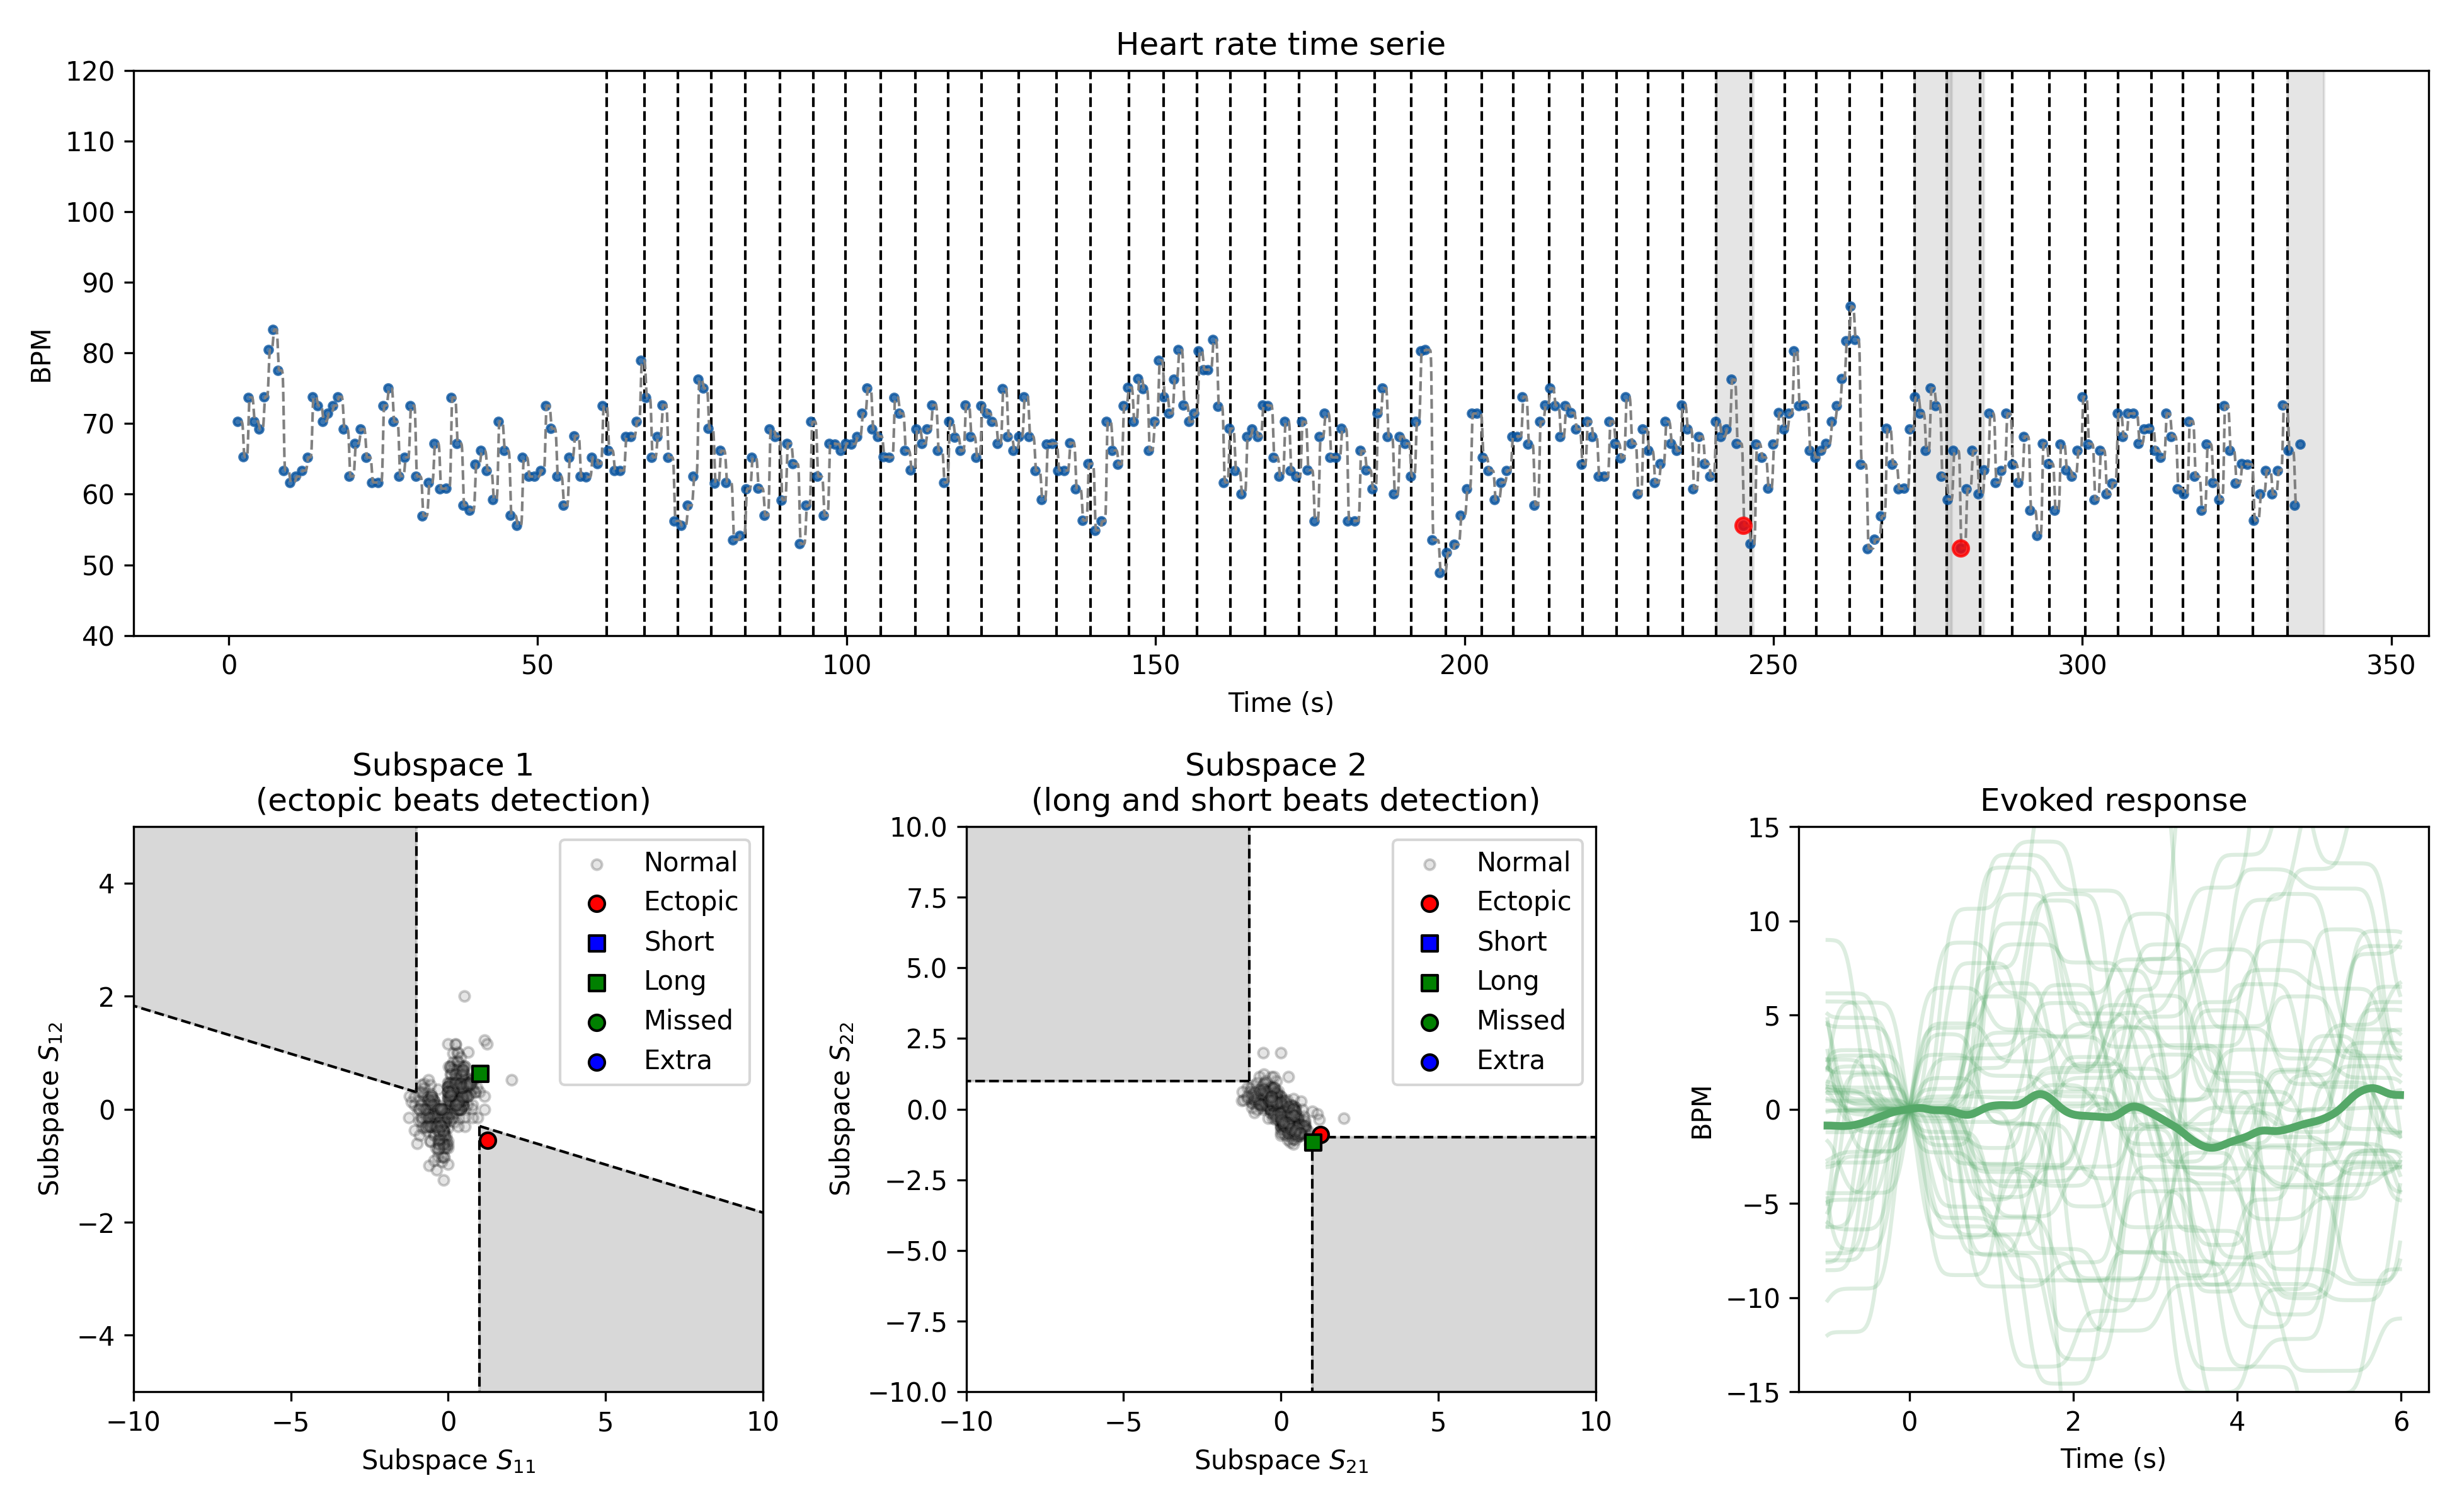 Heart rate time serie
120
110
100
90
80
70
60
50
40
BPM
0 50 100 150 200 250 300 350
Time (s)
Subspace 1
(ectopic beats detection)
4
2
0
−2
−4
Subspace S12
−10 −5 0 5 10
Subspace S11
Normal
Ectopic
Short
Long
Missed
Extra
Subspace 2
(long and short beats detection)
10.0
7.5
5.0
2.5
0.0
−2.5
−5.0
−7.5
−10.0
Subspace S22
−10 −5 0 5 10
Subspace S21
Normal
Ectopic
Short
Long
Missed
Extra
Evoked response
15
10
5
0
−5
−10
−15
BPM
0 2 4 6
Time (s)